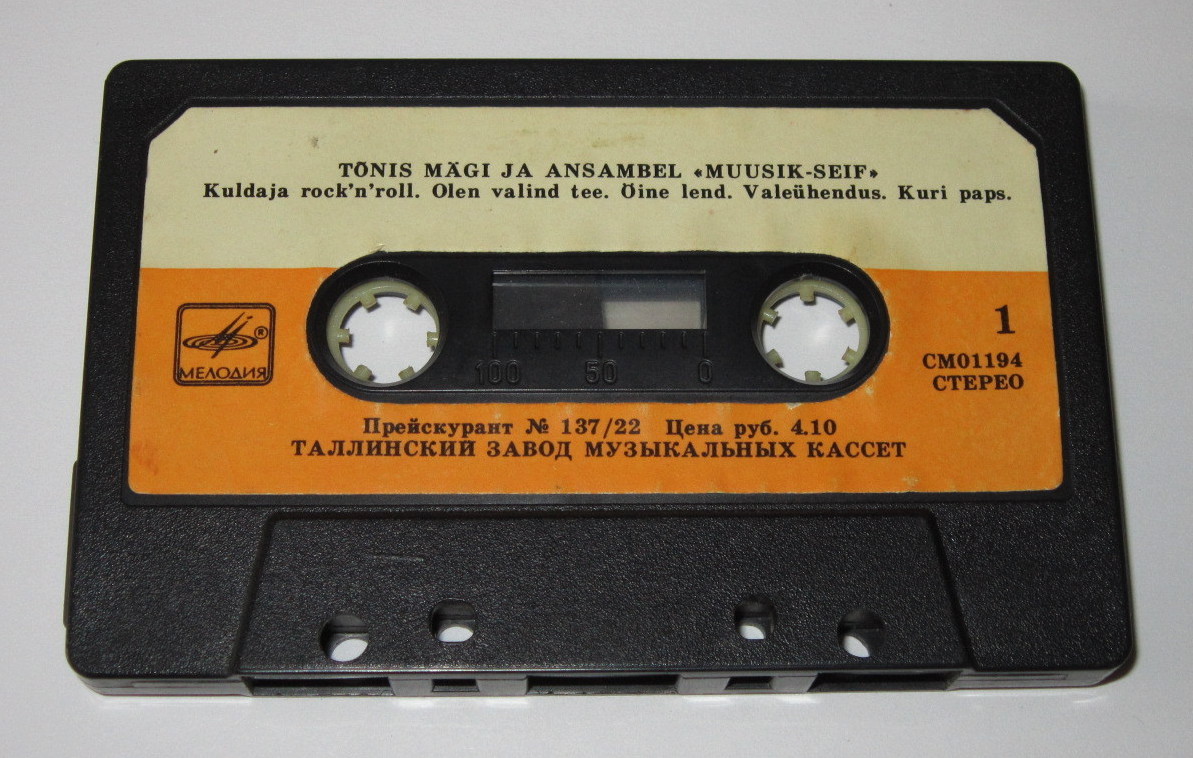 TÕNIS MÄGI JA ANSAMBEL «MUUSIK-SEIF»
Kuldaja rock'n'roll. Olen valind tee. Öine lend. Valeühendus. Kuri paps.
®
МЕЛОДИЯ
1
СМ01194
СТЕРЕО
100 50 0
Прейскурант № 137/22 Цена руб. 4.10
ТАЛЛИНСКИЙ ЗАВОД МУЗЫКАЛЬНЫХ КАССЕТ